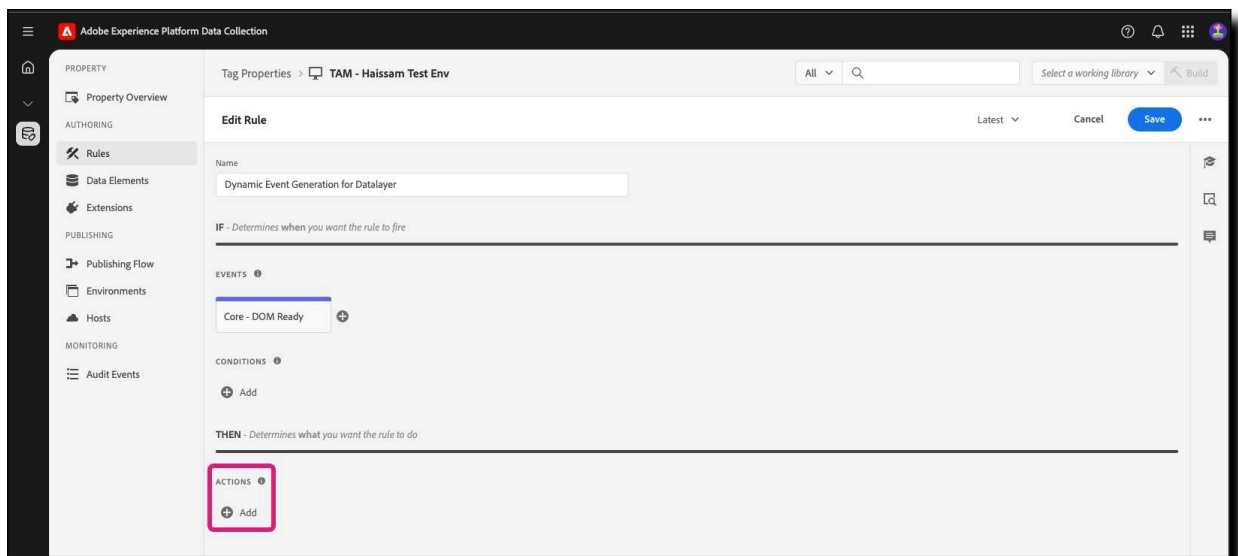 Adobe Experience Platform Data Collection
PROPERTY
Property Overview
AUTHORING
Rules
Data Elements
Extensions
PUBLISHING
Publishing Flow
Environments
Hosts
MONITORING
Audit Events
Tag Properties > TAM - Haissam Test Env
All
Select a working library
Build
Edit Rule
Latest
Cancel
Save
Name
Dynamic Event Generation for Datalayer
IF - Determines when you want the rule to fire
EVENTS
Core - DOM Ready
CONDITIONS
Add
THEN - Determines what you want the rule to do
ACTIONS
Add